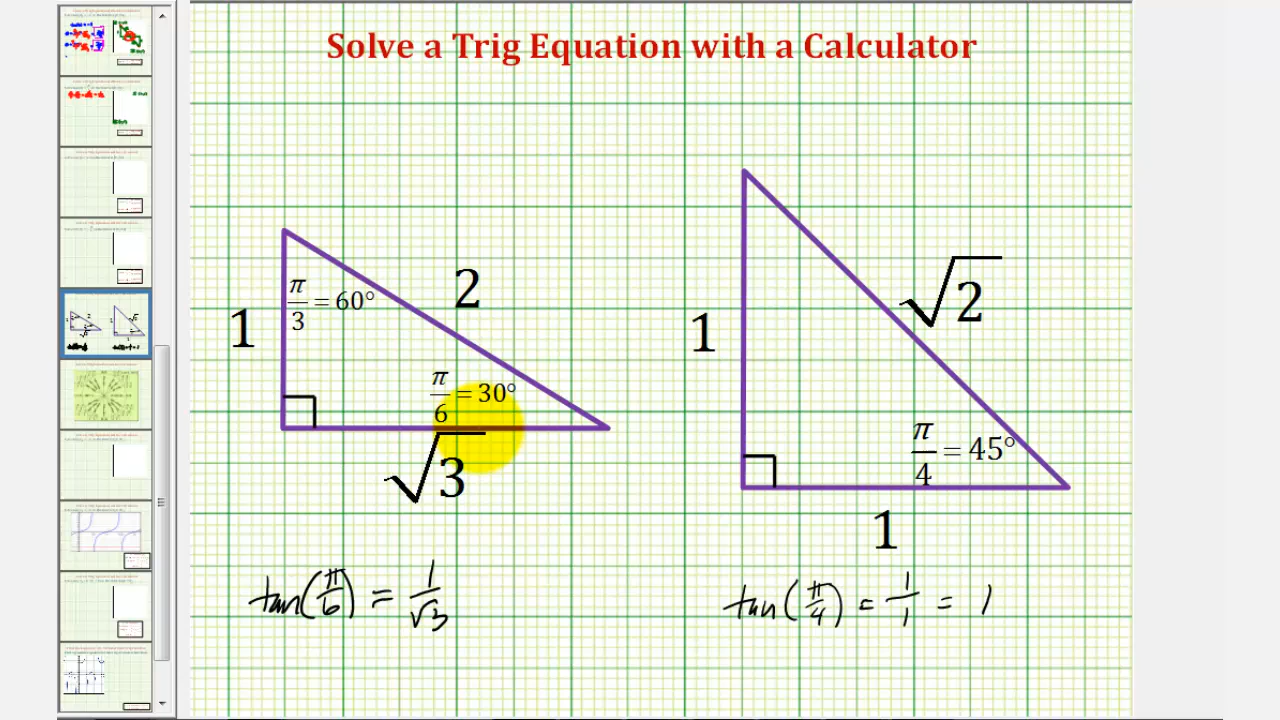 Solve a Trig Equation with a Calculator
π/3 = 60°
1
2
π/6 = 30°
√3
1
√2
π/4 = 45°
1
tan(π/6) = 1/√3
tan(π/4) = 1/1 = 1